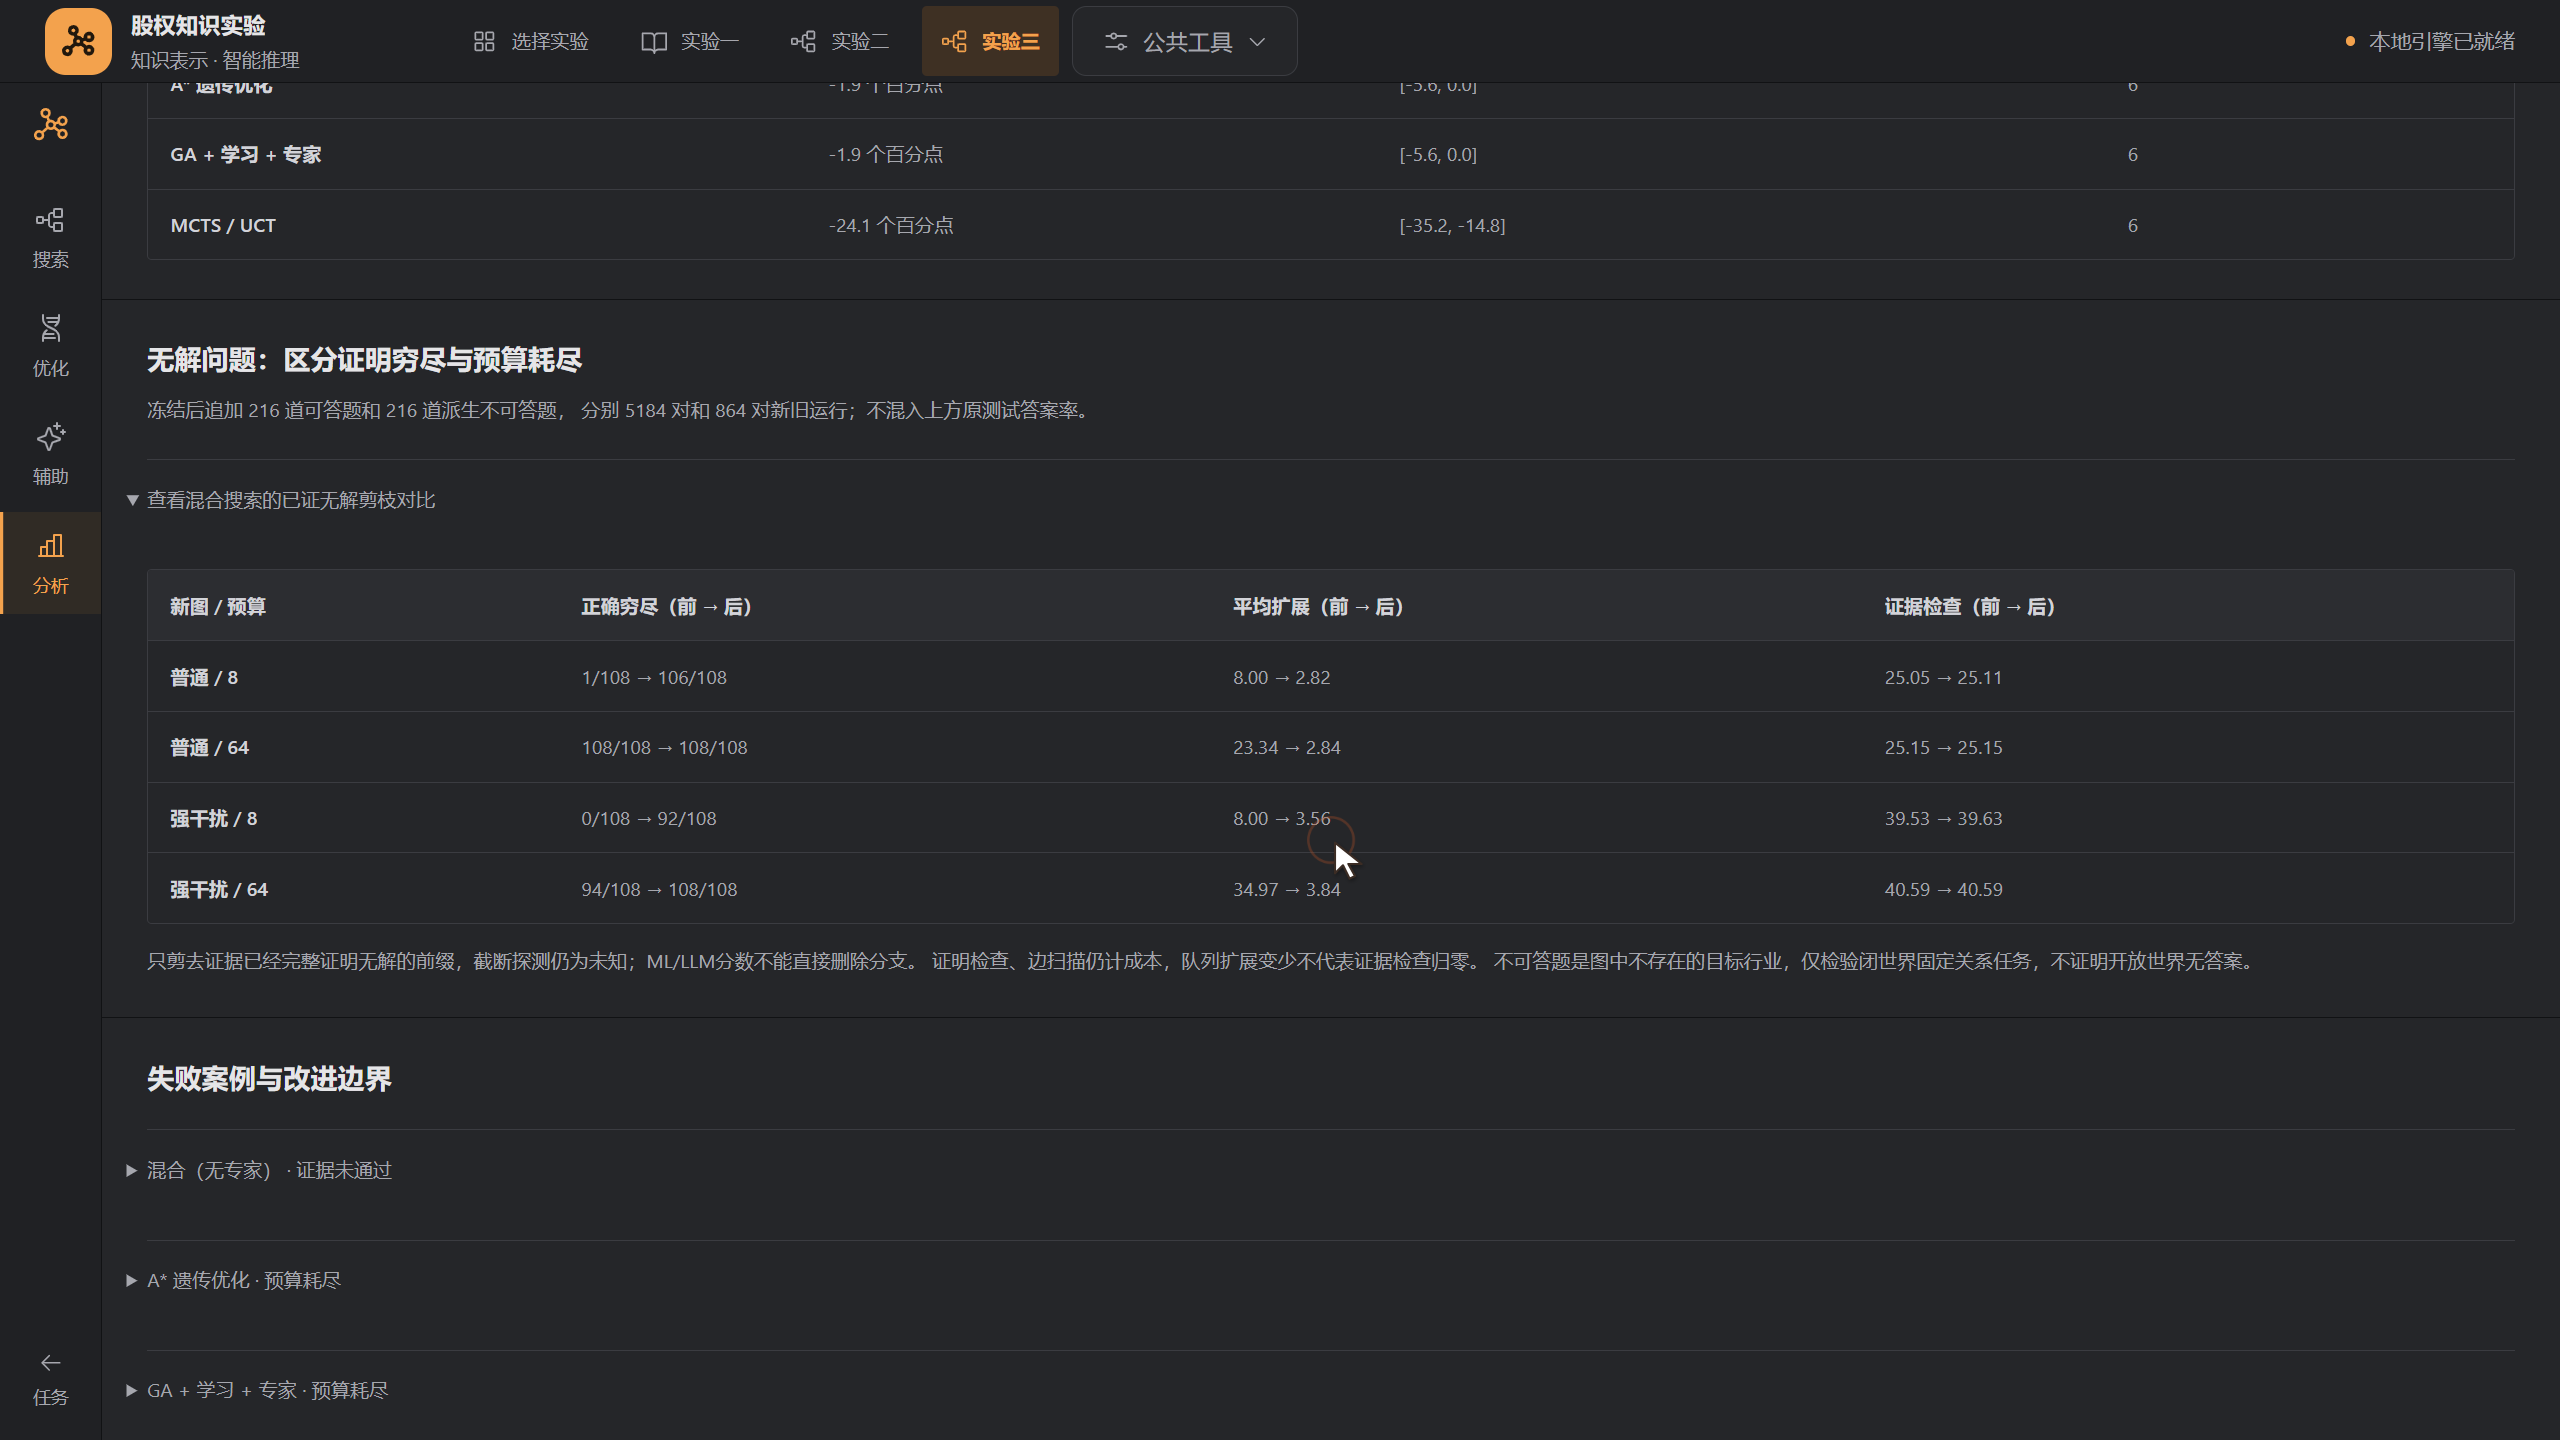 股权知识实验
知识表示 · 智能推理
选择实验
实验一
实验二
实验三
公共工具
本地引擎已就绪
搜索
优化
辅助
分析
任务
A* 遗传优化 -1.9 个百分点 [-5.6, 0.0] 6
GA + 学习 + 专家 -1.9 个百分点 [-5.6, 0.0] 6
MCTS / UCT -24.1 个百分点 [-35.2, -14.8] 6
无解问题：区分证明穷尽与预算耗尽
冻结后追加 216 道可答题和 216 道派生不可答题， 分别 5184 对和 864 对新旧运行；不混入上方原测试答案率。
▼ 查看混合搜索的已证无解剪枝对比
新图 / 预算 正确穷尽（前 → 后） 平均扩展（前 → 后） 证据检查（前 → 后）
普通 / 8 1/108 → 106/108 8.00 → 2.82 25.05 → 25.11
普通 / 64 108/108 → 108/108 23.34 → 2.84 25.15 → 25.15
强干扰 / 8 0/108 → 92/108 8.00 → 3.56 39.53 → 39.63
强干扰 / 64 94/108 → 108/108 34.97 → 3.84 40.59 → 40.59
只剪去证据已经完整证明无解的前缀，截断探测仍为未知；ML/LLM分数不能直接删除分支。 证明检查、边扫描仍计成本，队列扩展变少不代表证据检查归零。 不可答题是图中不存在的目标行业，仅检验闭世界固定关系任务，不证明开放世界无答案。
失败案例与改进边界
▶ 混合（无专家） · 证据未通过
▶ A* 遗传优化 · 预算耗尽
▶ GA + 学习 + 专家 · 预算耗尽